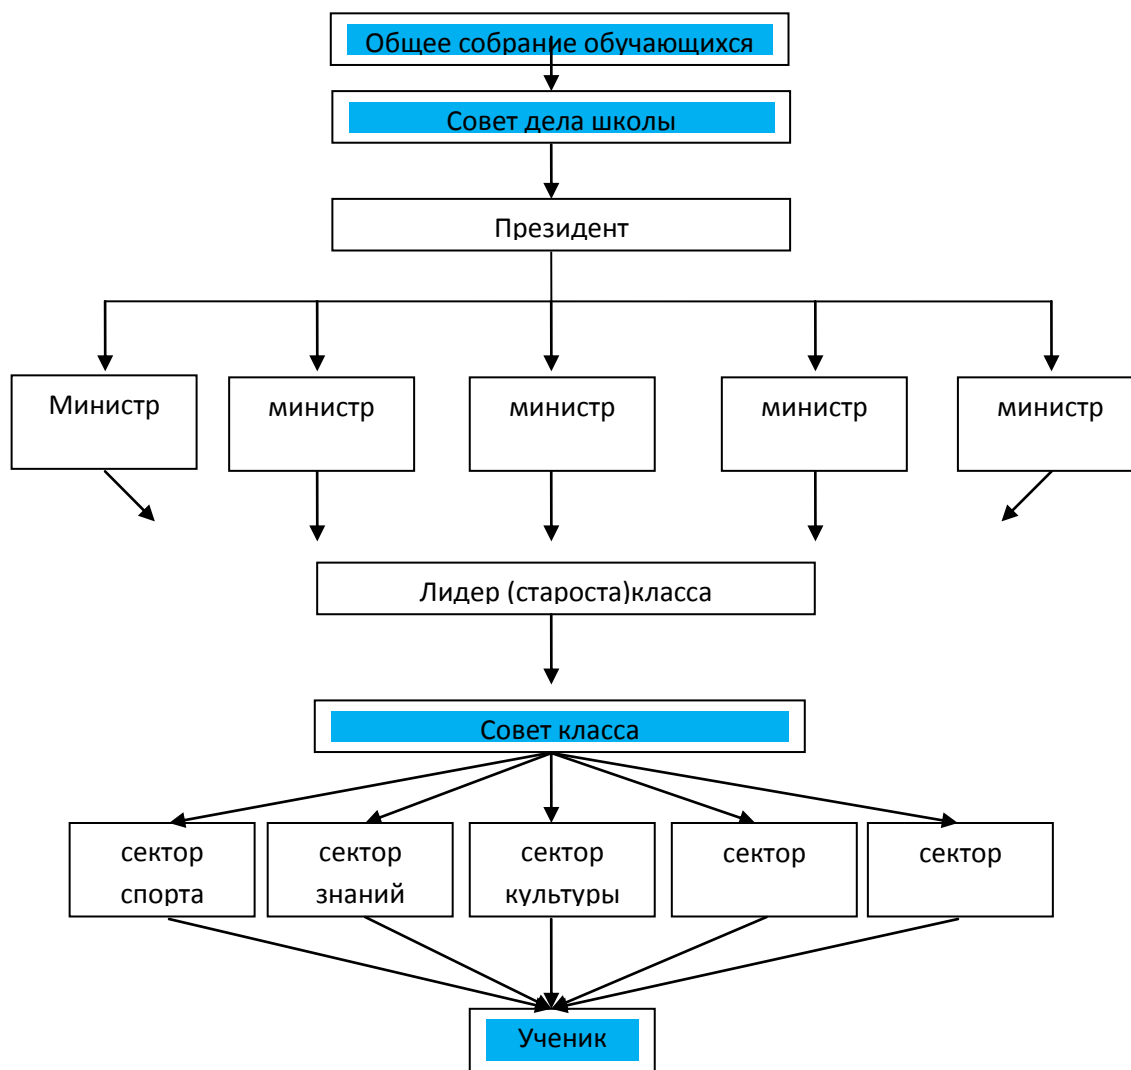 Общее собрание обучающихся
Совет дела школы
Президент
Министр
министр
министр
министр
министр
Лидер (староста)класса
Совет класса
сектор
спорта
сектор
знаний
сектор
культуры
сектор
сектор
Ученик